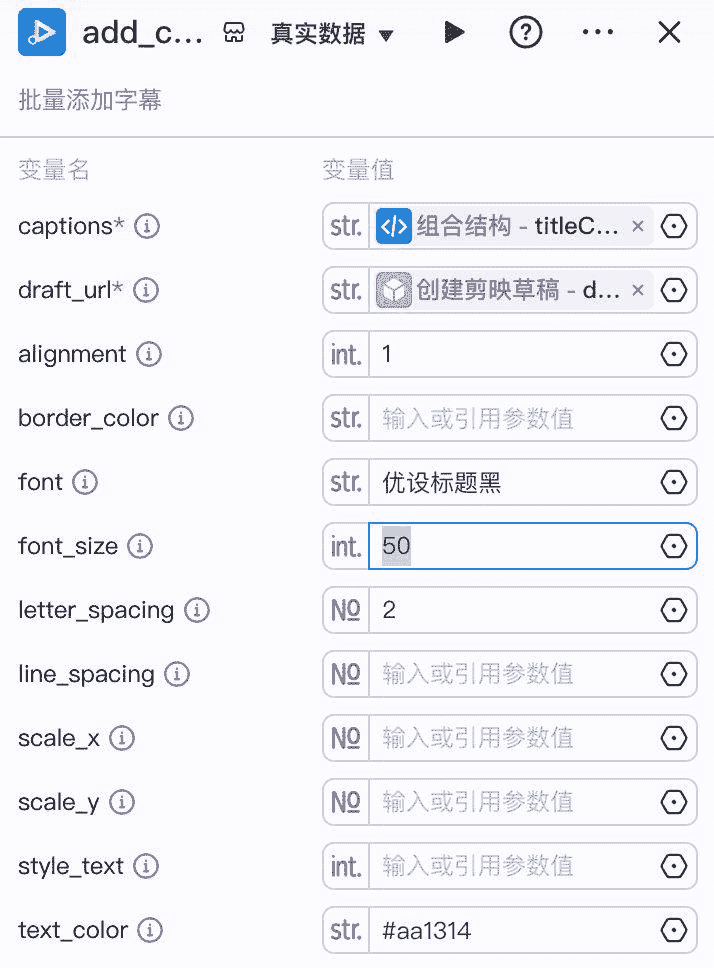 add_c... 真实数据
批量添加字幕
变量名 变量值
captions* str. 组合结构 - titleC... ×
draft_url* str. 创建剪映草稿 - d... ×
alignment int. 1
border_color str. 输入或引用参数值
font str. 优设标题黑
font_size int. 50
letter_spacing NO 2
line_spacing NO 输入或引用参数值
scale_x NO 输入或引用参数值
scale_y NO 输入或引用参数值
style_text int. 输入或引用参数值
text_color str. #aa1314